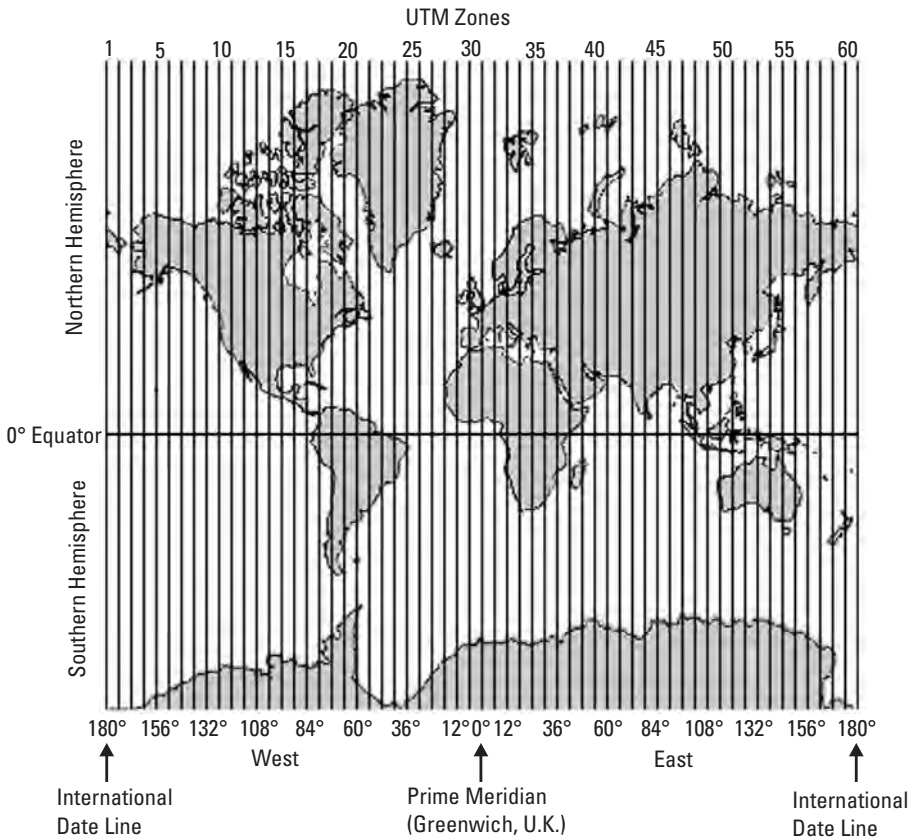 UTM Zones
1 5 10 15 20 25 30 35 40 45 50 55 60
Northern Hemisphere
0° Equator
Southern Hemisphere
180° 156° 132° 108° 84° 60° 36° 12° 0° 12° 36° 60° 84° 108° 132° 156° 180°
West East
International
Date Line
Prime Meridian
(Greenwich, U.K.)
International
Date Line